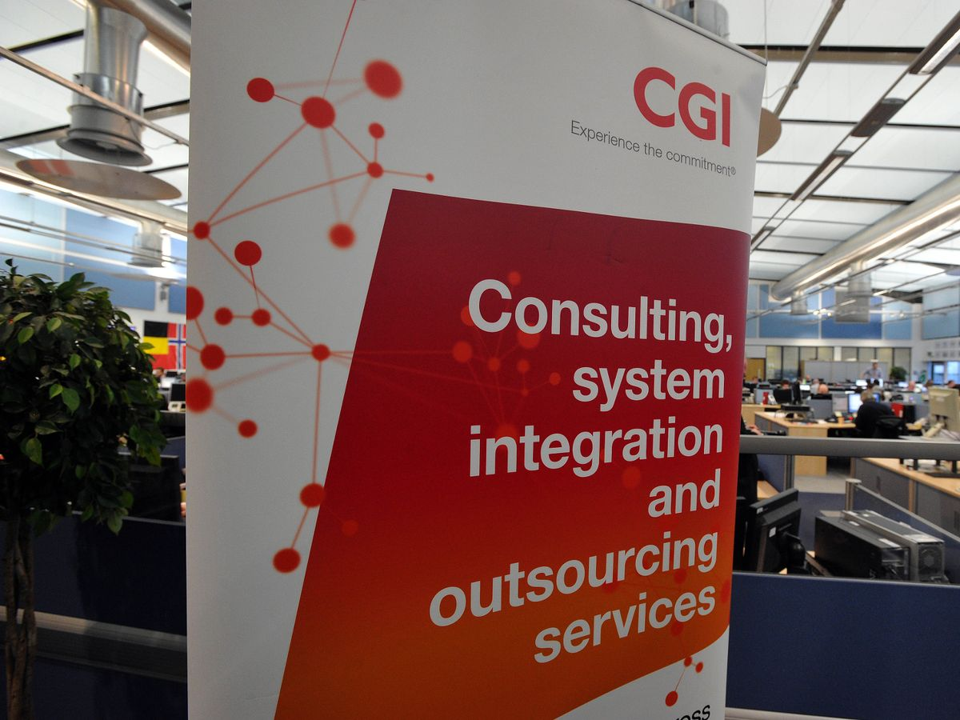 CGI
Experience the commitment®
Consulting,
system
integration
and
outsourcing
services